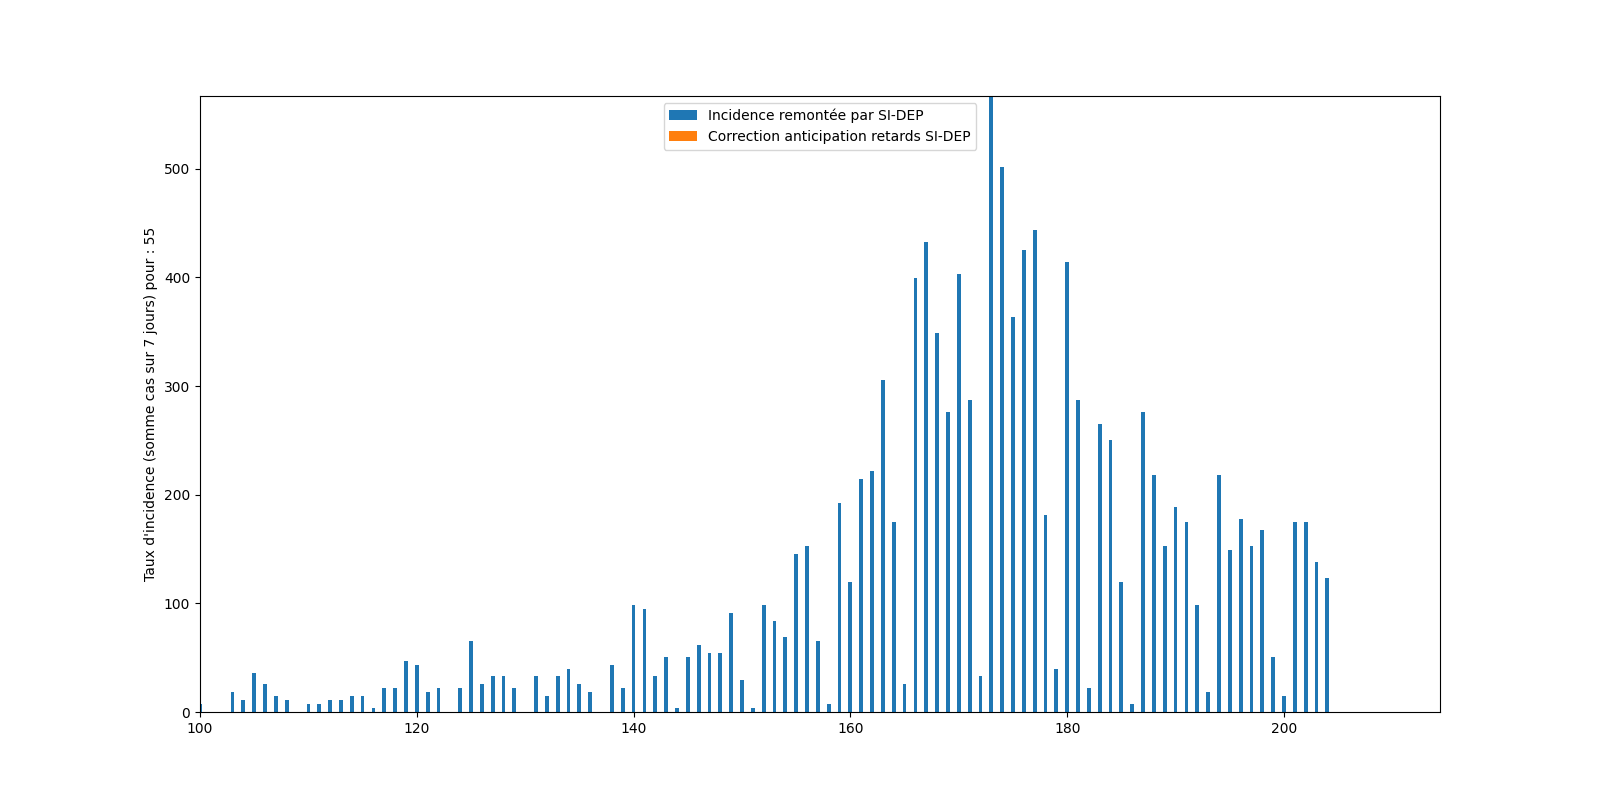 Incidence remontée par SI-DEP
Correction anticipation retards SI-DEP
Taux d'incidence (somme cas sur 7 jours) pour : 55
500
400
300
200
100
0
100 120 140 160 180 200